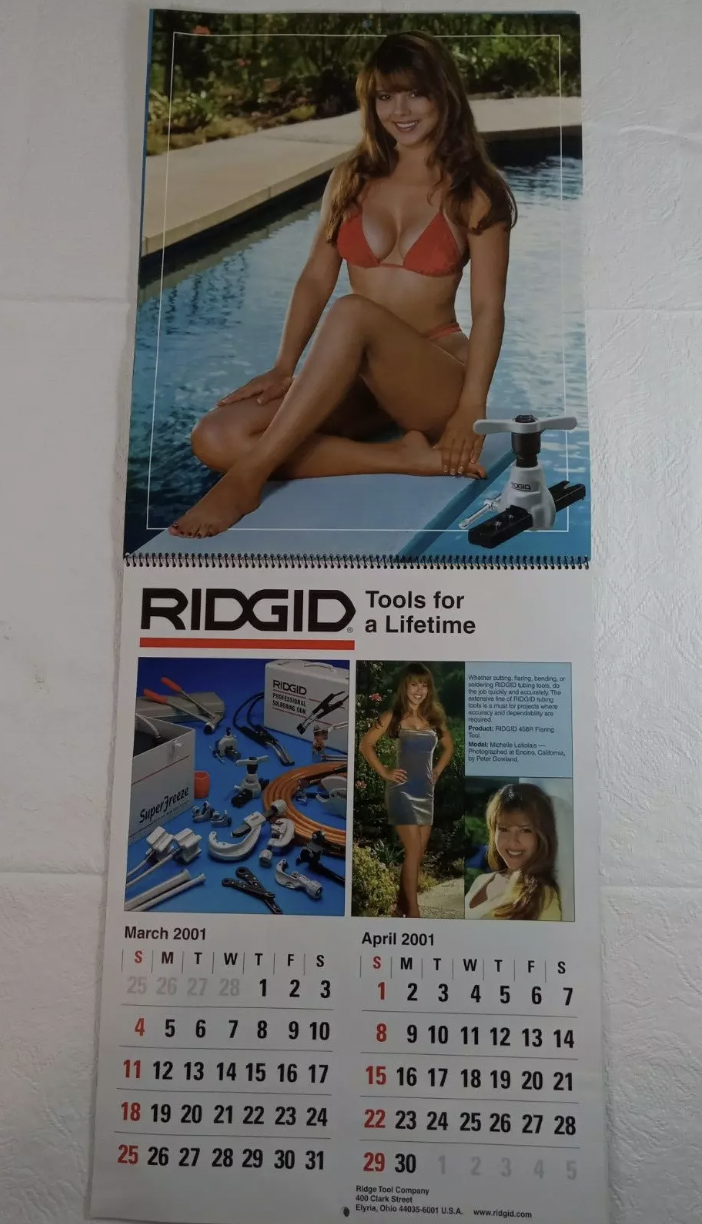 RIDGID
RIDGID® Tools for
a Lifetime
RIDGID
PROFESSIONAL
SOLDERING GUN
SuperFreeze
Whether cutting, flaring, bending, or
soldering RIDGID tubing tools, do
the job quickly and accurately. The
extensive line of RIDGID tubing
tools is a must for projects where
accuracy and dependability are
required.
Product: RIDGID 458R Flaring
Tool.
Model: Michelle —
Photographed at Encino, California,
by Peter Gowland.
March 2001
S M T W T F S
25 26 27 28 1 2 3
4 5 6 7 8 9 10
11 12 13 14 15 16 17
18 19 20 21 22 23 24
25 26 27 28 29 30 31
April 2001
S M T W T F S
1 2 3 4 5 6 7
8 9 10 11 12 13 14
15 16 17 18 19 20 21
22 23 24 25 26 27 28
29 30 1 2 3 4 5
Ridge Tool Company
400 Clark Street
Elyria, Ohio 44035-6001 U.S.A. www.ridgid.com